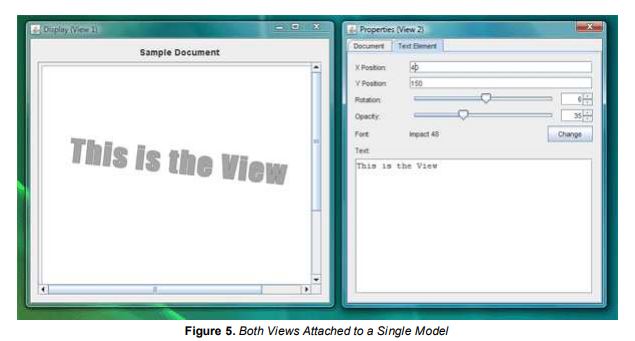 Display (View 1)
Sample Document
This is the View
Properties (View 2)
Document Text Element
X Position: 40
Y Position: 150
Rotation: 6
Opacity: 35
Font: Impact 48 Change
Text:
This is the View
Figure 5. Both Views Attached to a Single Model